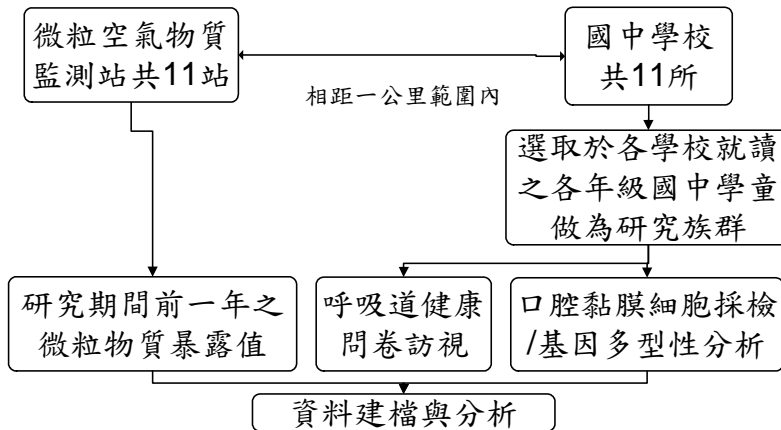 微粒空氣物質
監測站共11站
國中學校
共11所
相距一公里範圍內
選取於各學校就讀
之各年級國中學童
做為研究族群
研究期間前一年之
微粒物質暴露值
呼吸道健康
問卷訪視
口腔黏膜細胞採檢
/基因多型性分析
資料建檔與分析